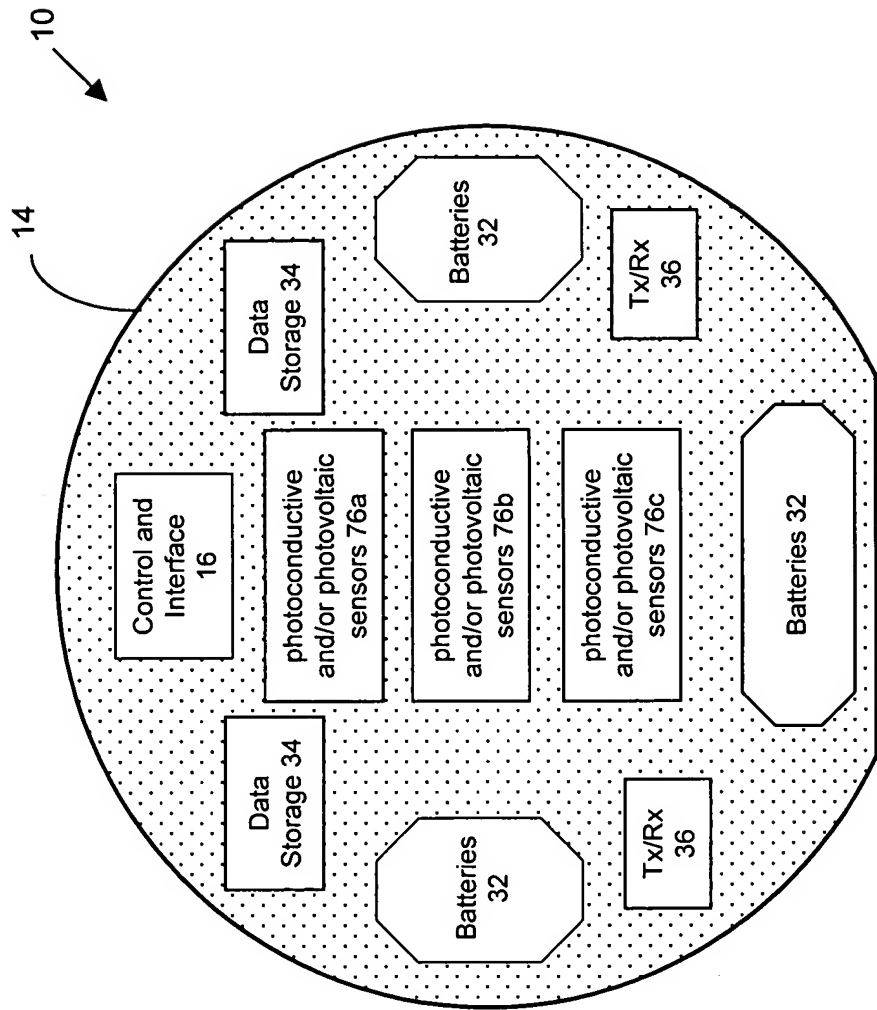 10
14
Control and
Interface
16
Data
Storage 34
Data
Storage 34
photoconductive
and/or photovoltaic
sensors 76a
Batteries
32
photoconductive
and/or photovoltaic
sensors 76b
Batteries
32
photoconductive
and/or photovoltaic
sensors 76c
Tx/Rx
36
Tx/Rx
36
Batteries 32